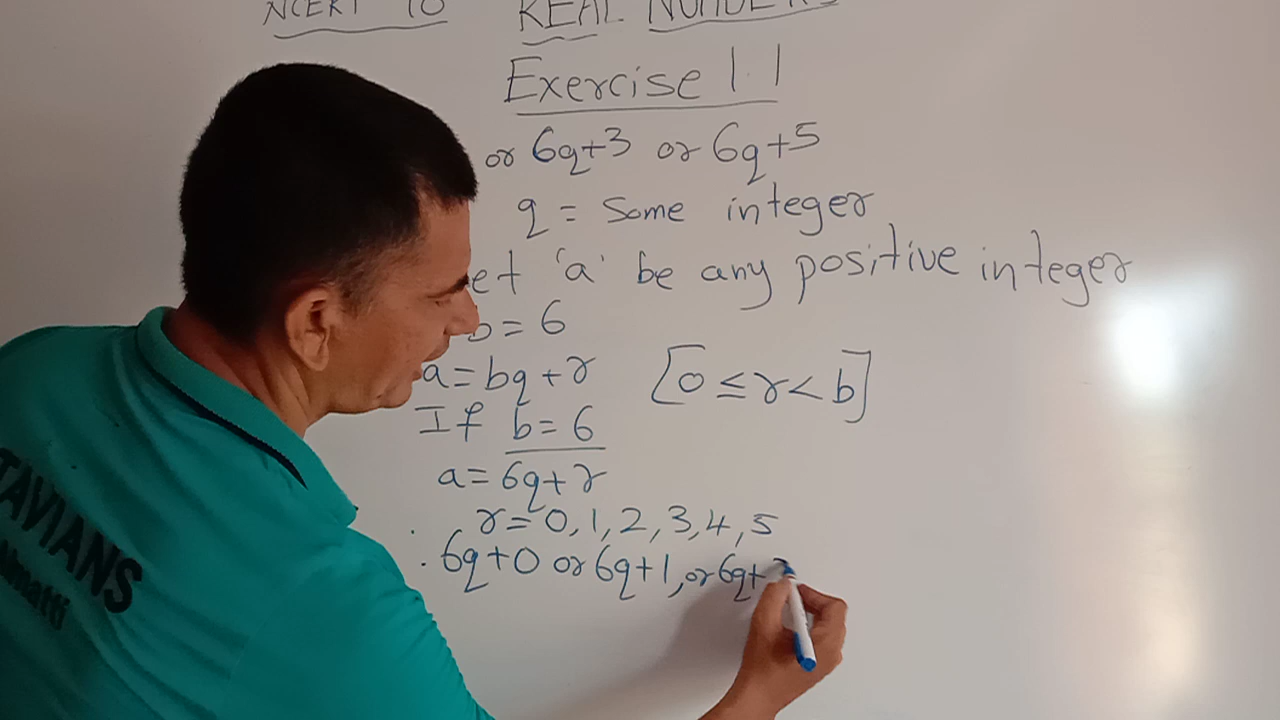 NCERT 10 REAL NUMBERS
Exercise 1.1
or 6q+3 or 6q+5
q = Some integer
et 'a' be any positive integer
b = 6
a = bq + r [0 ≤ r < b]
If b = 6
a = 6q + r
r = 0, 1, 2, 3, 4, 5
6q+0 or 6q+1, or 6q+
TAVIANS